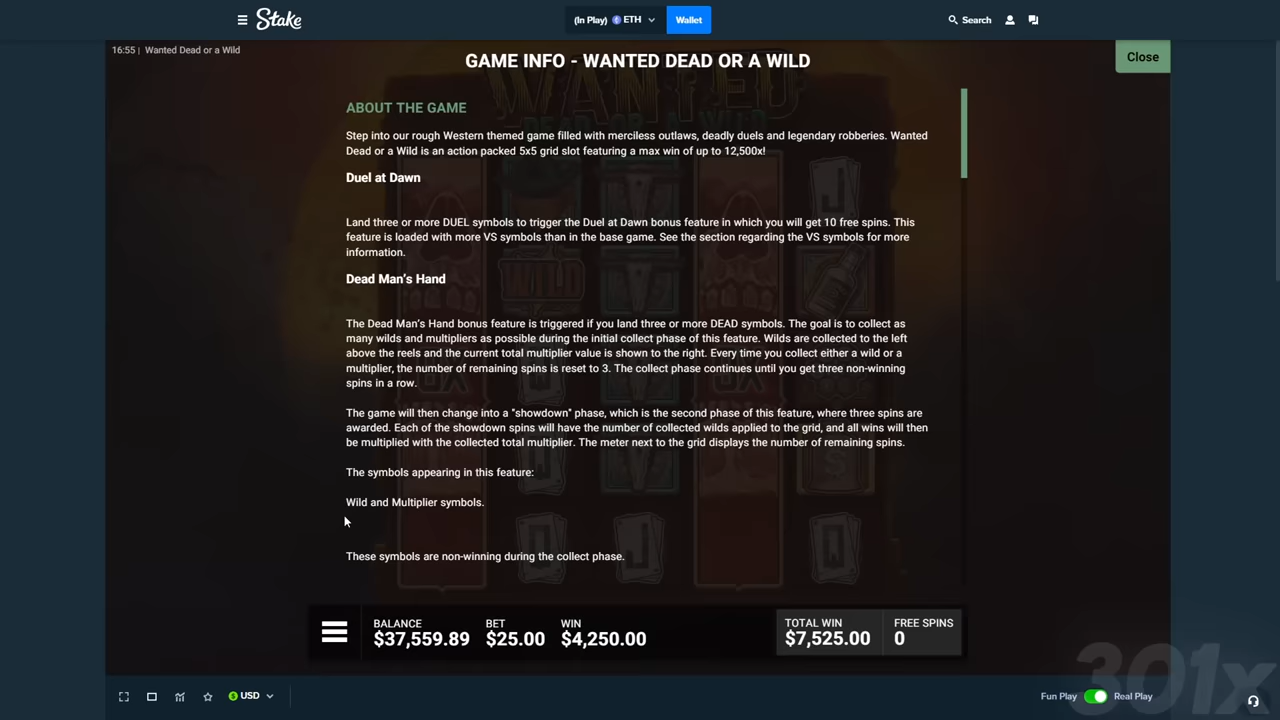 Stake
(In Play) ETH
Wallet
Search
16:55 | Wanted Dead or a Wild
GAME INFO - WANTED DEAD OR A WILD
Close
ABOUT THE GAME
Step into our rough Western themed game filled with merciless outlaws, deadly duels and legendary robberies. Wanted
Dead or a Wild is an action packed 5x5 grid slot featuring a max win of up to 12,500x!
Duel at Dawn
Land three or more DUEL symbols to trigger the Duel at Dawn bonus feature in which you will get 10 free spins. This
feature is loaded with more VS symbols than in the base game. See the section regarding the VS symbols for more
information.
Dead Man's Hand
The Dead Man's Hand bonus feature is triggered if you land three or more DEAD symbols. The goal is to collect as
many wilds and multipliers as possible during the initial collect phase of this feature. Wilds are collected to the left
above the reels and the current total multiplier value is shown to the right. Every time you collect either a wild or a
multiplier, the number of remaining spins is reset to 3. The collect phase continues until you get three non-winning
spins in a row.
The game will then change into a "showdown" phase, which is the second phase of this feature, where three spins are
awarded. Each of the showdown spins will have the number of collected wilds applied to the grid, and all wins will then
be multiplied with the collected total multiplier. The meter next to the grid displays the number of remaining spins.
The symbols appearing in this feature:
Wild and Multiplier symbols.
These symbols are non-winning during the collect phase.
BALANCE
$37,559.89
BET
$25.00
WIN
$4,250.00
TOTAL WIN
$7,525.00
FREE SPINS
0
USD
Fun Play
Real Play
301x